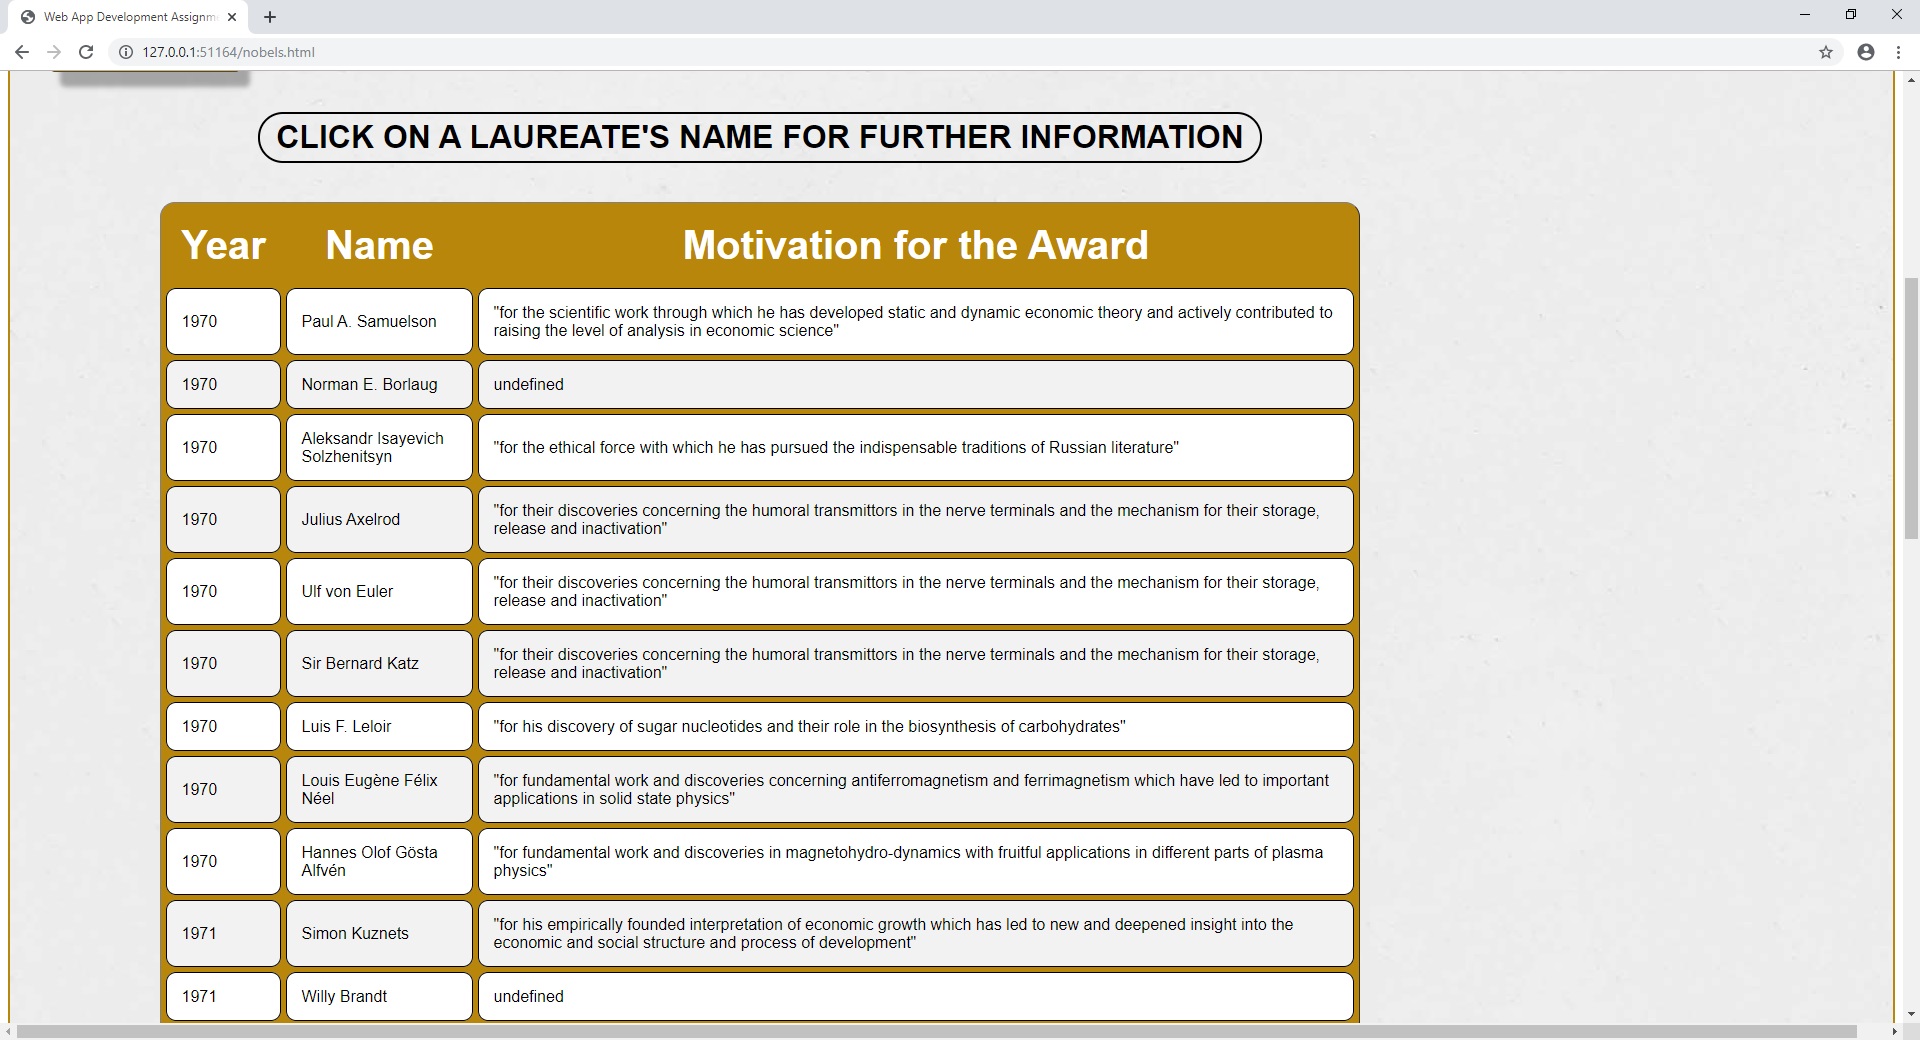 Web App Development Assignm
127.0.0.1:51164/nobels.html
CLICK ON A LAUREATE'S NAME FOR FURTHER INFORMATION
Year Name Motivation for the Award
1970 Paul A. Samuelson "for the scientific work through which he has developed static and dynamic economic theory and actively contributed to
raising the level of analysis in economic science"
1970 Norman E. Borlaug undefined
1970 Aleksandr Isayevich
Solzhenitsyn "for the ethical force with which he has pursued the indispensable traditions of Russian literature"
1970 Julius Axelrod "for their discoveries concerning the humoral transmittors in the nerve terminals and the mechanism for their storage,
release and inactivation"
1970 Ulf von Euler "for their discoveries concerning the humoral transmittors in the nerve terminals and the mechanism for their storage,
release and inactivation"
1970 Sir Bernard Katz "for their discoveries concerning the humoral transmittors in the nerve terminals and the mechanism for their storage,
release and inactivation"
1970 Luis F. Leloir "for his discovery of sugar nucleotides and their role in the biosynthesis of carbohydrates"
1970 Louis Eugène Félix
Néel "for fundamental work and discoveries concerning antiferromagnetism and ferrimagnetism which have led to important
applications in solid state physics"
1970 Hannes Olof Gösta
Alfvén "for fundamental work and discoveries in magnetohydro-dynamics with fruitful applications in different parts of plasma
physics"
1971 Simon Kuznets "for his empirically founded interpretation of economic growth which has led to new and deepened insight into the
economic and social structure and process of development"
1971 Willy Brandt undefined